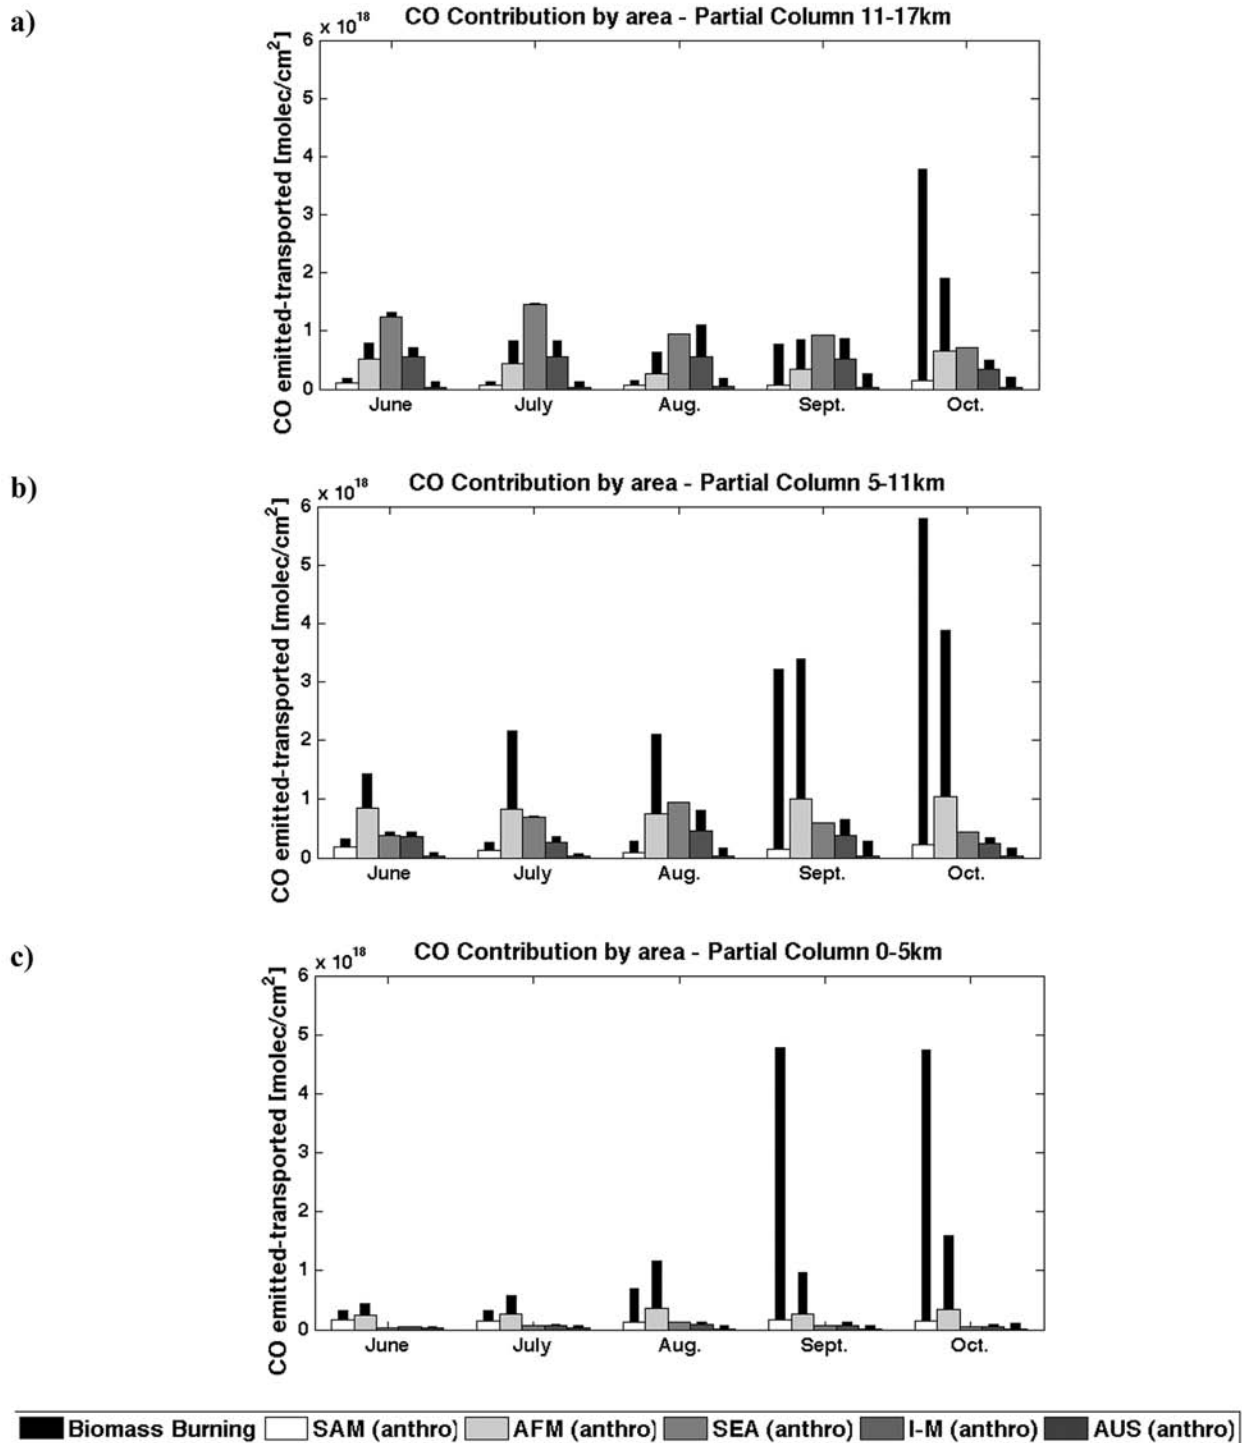 a)
CO Contribution by area - Partial Column 11-17km
x 10^18
CO emitted-transported [molec/cm^2]
6
5
4
3
2
1
0
June July Aug. Sept. Oct.
b)
CO Contribution by area - Partial Column 5-11km
x 10^18
CO emitted-transported [molec/cm^2]
6
5
4
3
2
1
0
June July Aug. Sept. Oct.
c)
CO Contribution by area - Partial Column 0-5km
x 10^18
CO emitted-transported [molec/cm^2]
6
5
4
3
2
1
0
June July Aug. Sept. Oct.
Biomass Burning SAM (anthro) AFM (anthro) SEA (anthro) I-M (anthro) AUS (anthro)